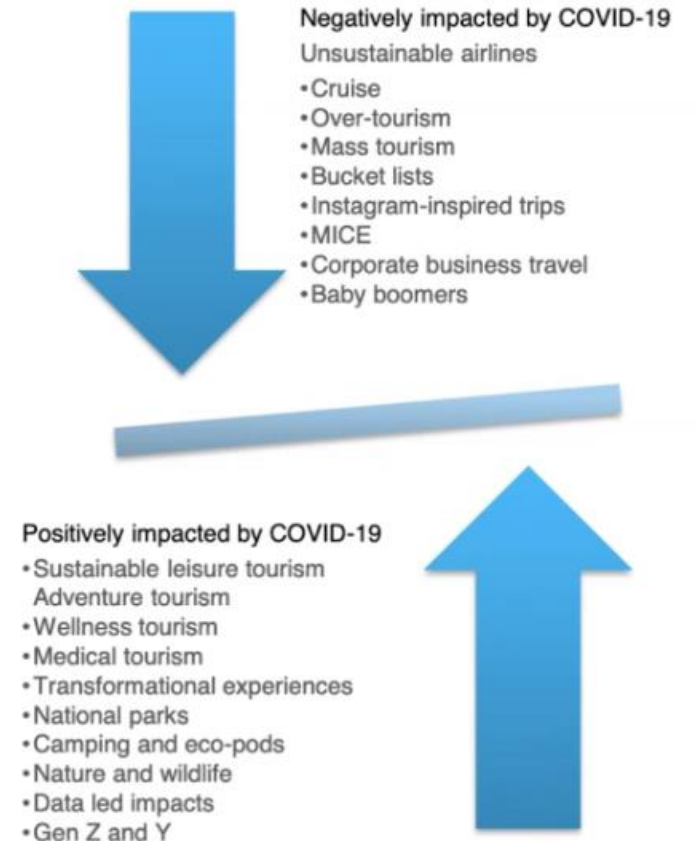 Negatively impacted by COVID-19
Unsustainable airlines
•Cruise
•Over-tourism
•Mass tourism
•Bucket lists
•Instagram-inspired trips
•MICE
•Corporate business travel
•Baby boomers
Positively impacted by COVID-19
•Sustainable leisure tourism
Adventure tourism
•Wellness tourism
•Medical tourism
•Transformational experiences
•National parks
•Camping and eco-pods
•Nature and wildlife
•Data led impacts
•Gen Z and Y